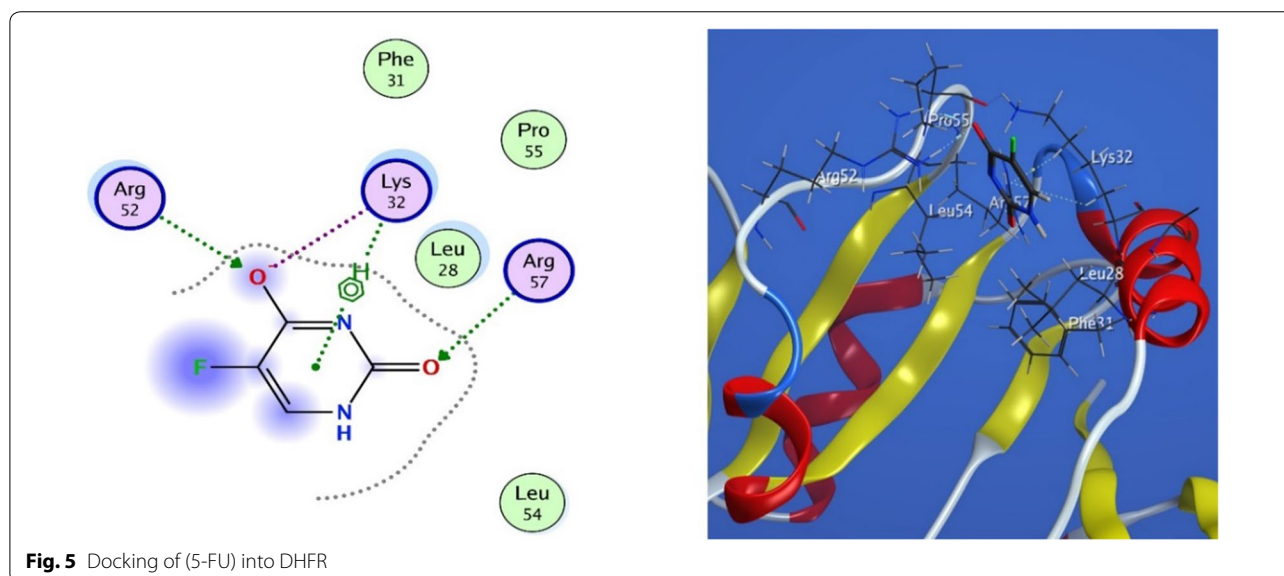 Phe
31
Pro
55
Arg
52
Lys
32
Leu
28
Arg
57
H
O⁻
N
F
O
N
H
Leu
54
Pro55
Lys32
Arg52
Leu54
Leu28
Phe31
Fig. 5 Docking of (5-FU) into DHFR